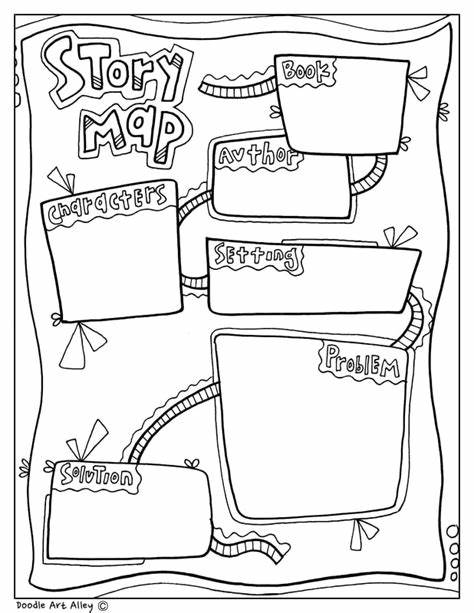 Story
Map
Book
Author
Characters
Setting
Problem
Solution
Doodle Art Alley ©